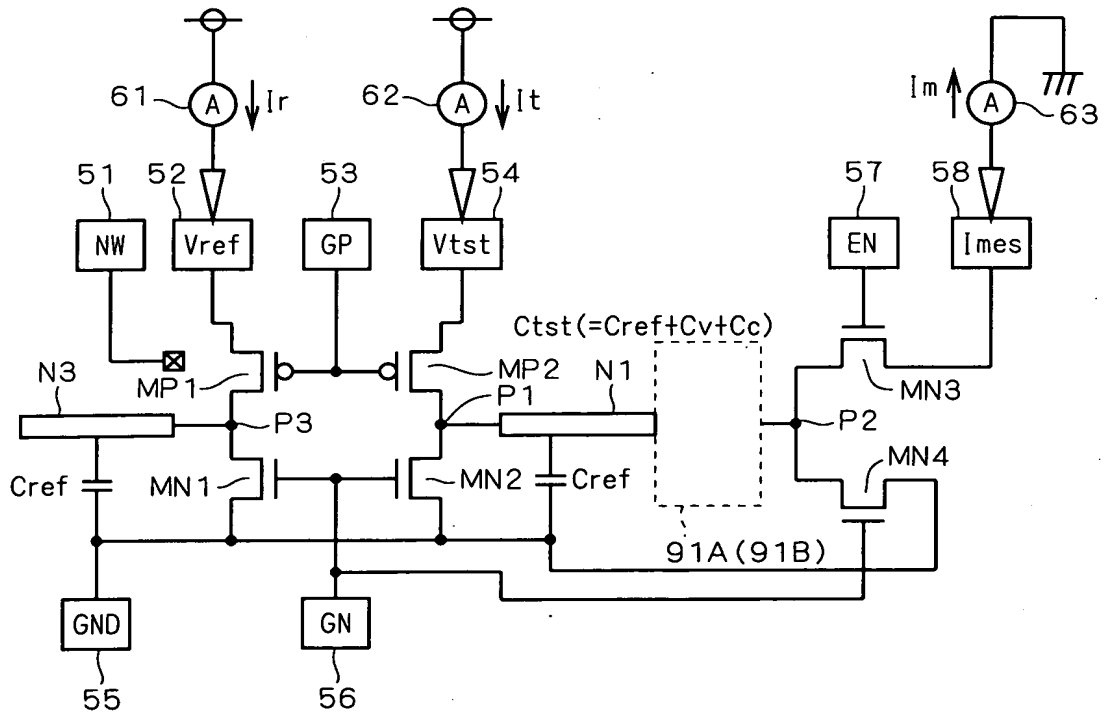 61
A
Ir
62
A
It
Im
A
63
51
52
53
54
57
58
NW
Vref
GP
Vtst
EN
Imes
Ctst(=Cref+Cv+Cc)
N3
MP1
MP2
N1
MN3
P3
P1
P2
Cref
MN1
MN2
Cref
MN4
91A(91B)
GND
GN
55
56